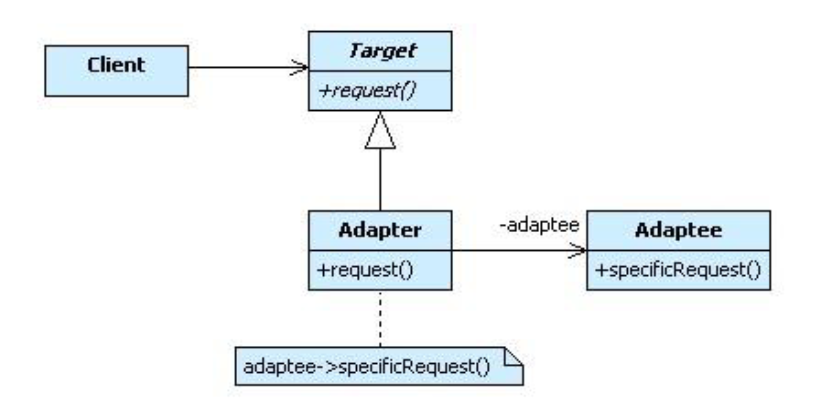 Client
Target
+request()
Adapter
+request()
-adaptee
Adaptee
+specificRequest()
adaptee->specificRequest()